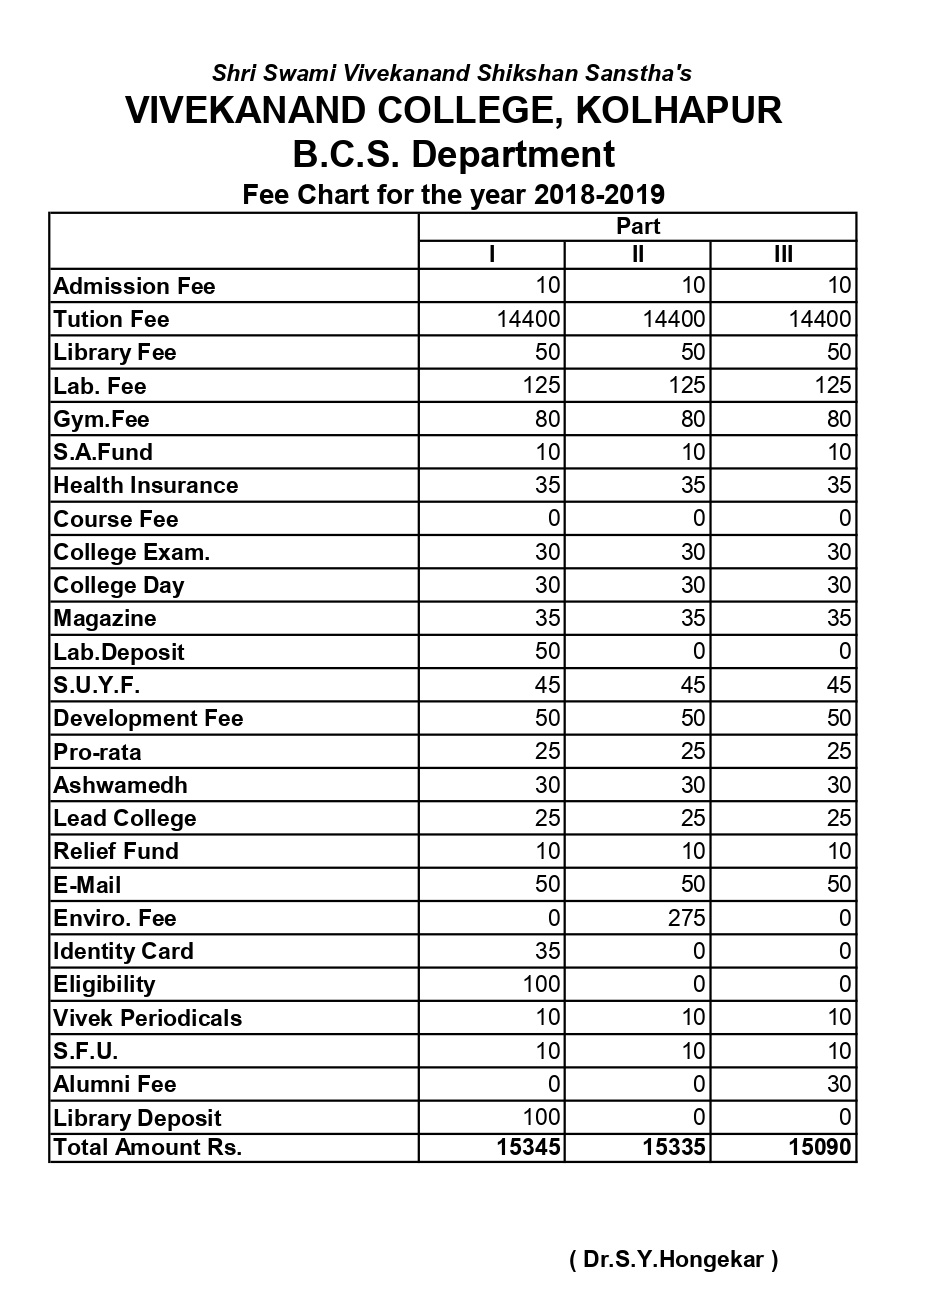 Shri Swami Vivekanand Shikshan Sanstha's
VIVEKANAND COLLEGE, KOLHAPUR
B.C.S. Department
Fee Chart for the year 2018-2019
Part
I II III
Admission Fee 10 10 10
Tution Fee 14400 14400 14400
Library Fee 50 50 50
Lab. Fee 125 125 125
Gym.Fee 80 80 80
S.A.Fund 10 10 10
Health Insurance 35 35 35
Course Fee 0 0 0
College Exam. 30 30 30
College Day 30 30 30
Magazine 35 35 35
Lab.Deposit 50 0 0
S.U.Y.F. 45 45 45
Development Fee 50 50 50
Pro-rata 25 25 25
Ashwamedh 30 30 30
Lead College 25 25 25
Relief Fund 10 10 10
E-Mail 50 50 50
Enviro. Fee 0 275 0
Identity Card 35 0 0
Eligibility 100 0 0
Vivek Periodicals 10 10 10
S.F.U. 10 10 10
Alumni Fee 0 0 30
Library Deposit 100 0 0
Total Amount Rs. 15345 15335 15090
( Dr.S.Y.Hongekar )